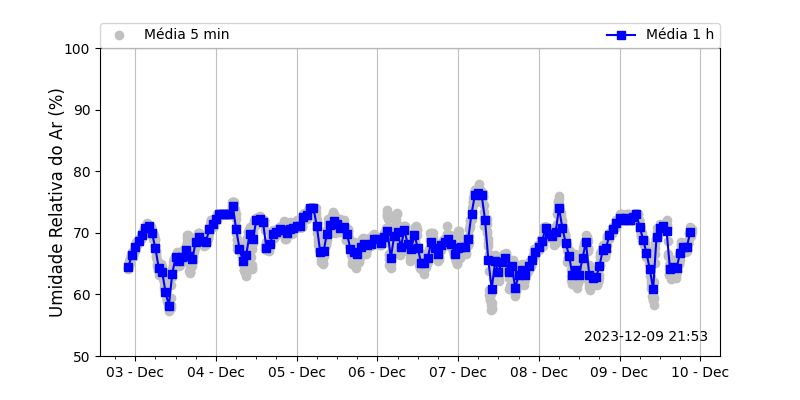 Média 5 min
Média 1 h
Umidade Relativa do Ar (%)
100
90
80
70
60
50
2023-12-09 21:53
03 - Dec
04 - Dec
05 - Dec
06 - Dec
07 - Dec
08 - Dec
09 - Dec
10 - Dec